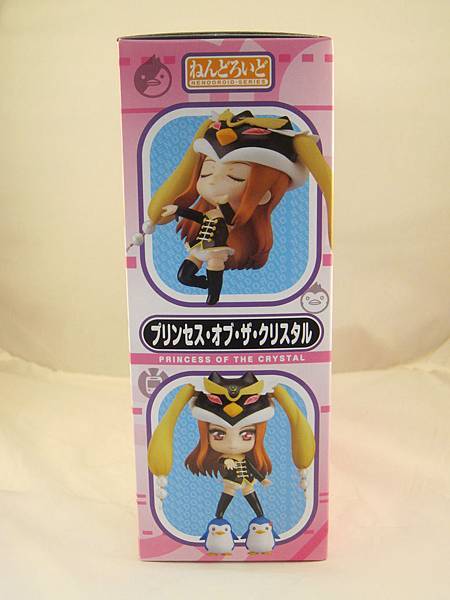 ねんどろいど
NENDOROID-SERIES
プリンセス・オブ・ザ・クリスタル
PRINCESS OF THE CRYSTAL